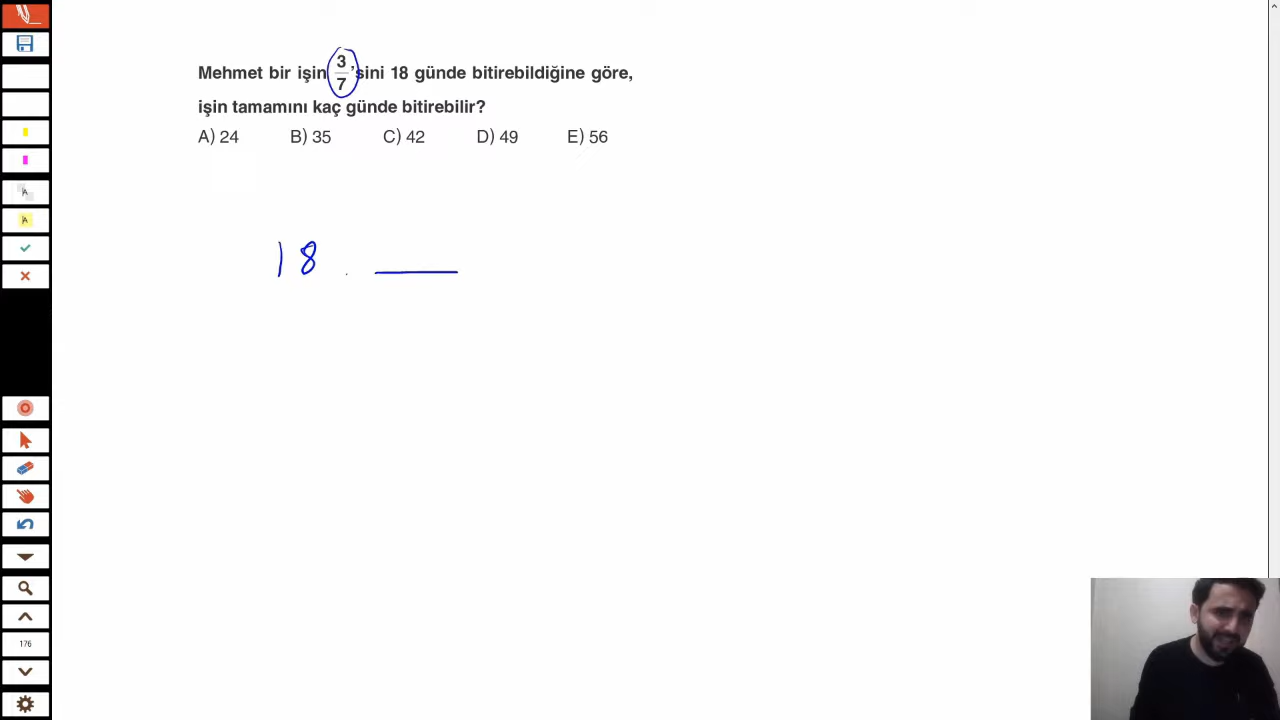 Mehmet bir işin 3/7'sini 18 günde bitirebildiğine göre,
işin tamamını kaç günde bitirebilir?
A) 24 B) 35 C) 42 D) 49 E) 56
18 . ___
A
A
176